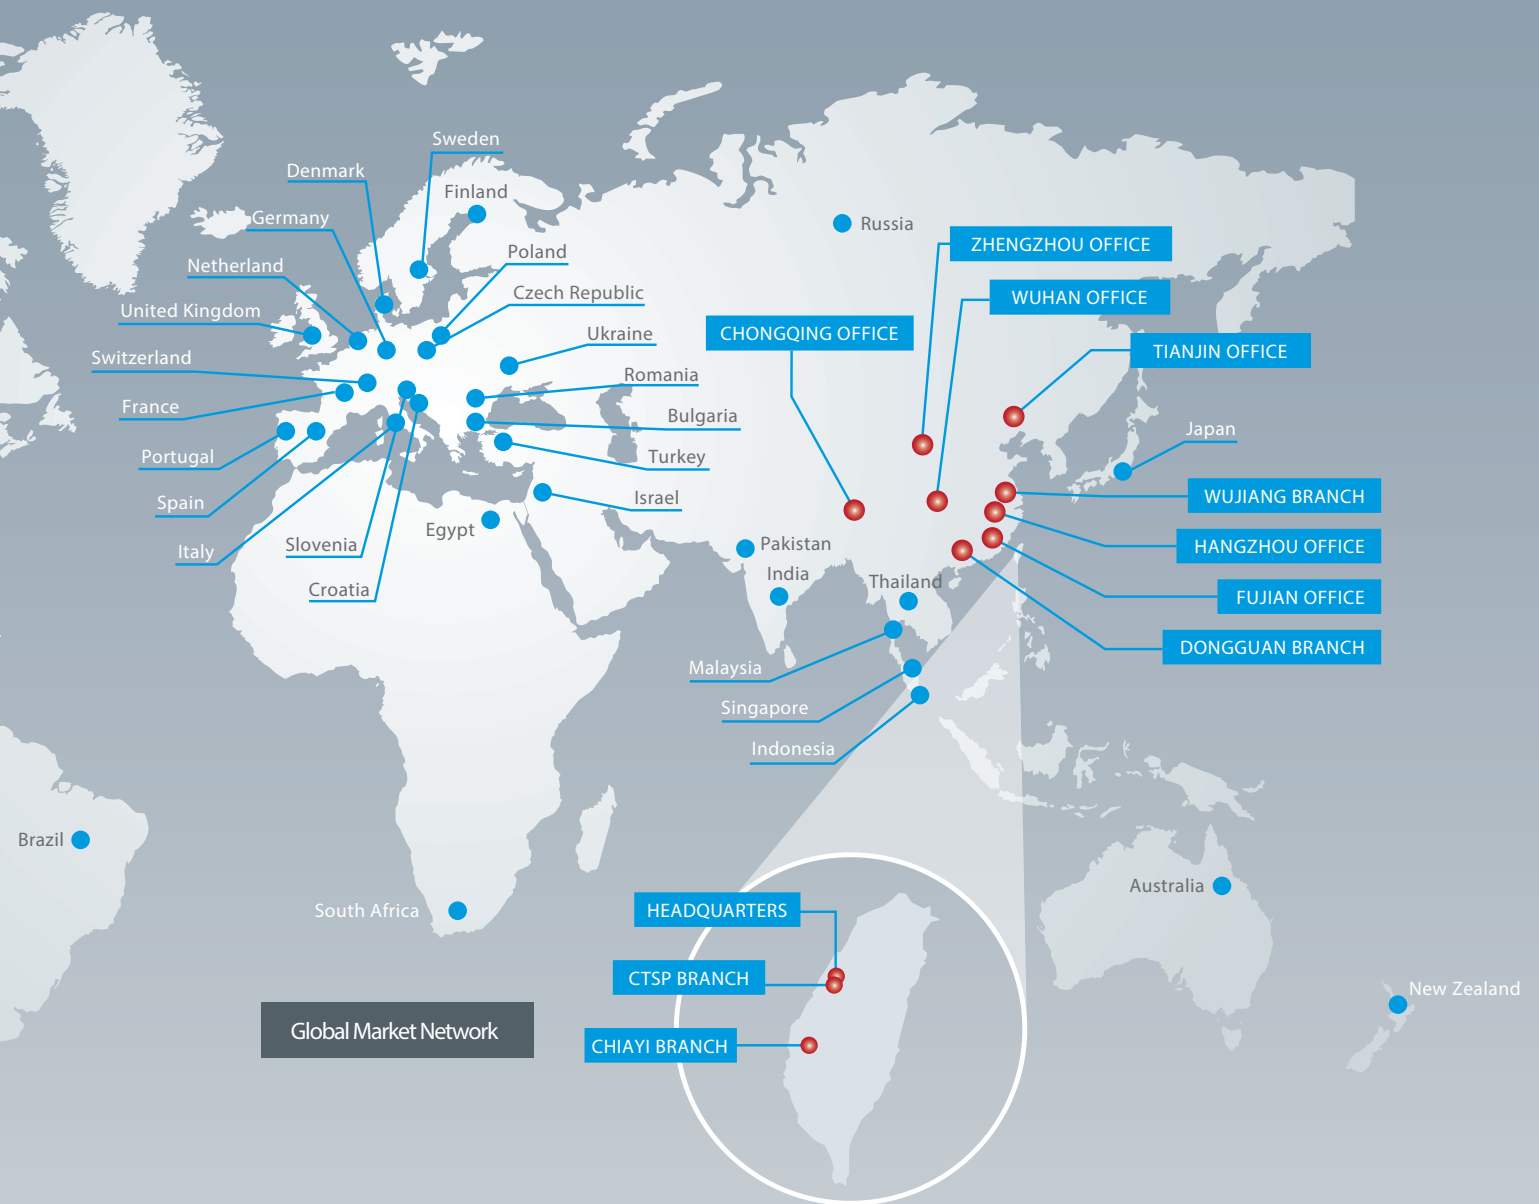 Sweden
Denmark
Finland
Germany
Russia
ZHENGZHOU OFFICE
Poland
Netherland
Czech Republic
WUHAN OFFICE
United Kingdom
Ukraine
CHONGQING OFFICE
TIANJIN OFFICE
Switzerland
Romania
France
Bulgaria
Japan
Portugal
Turkey
WUJIANG BRANCH
Spain
Israel
Egypt
Slovenia
Italy
Pakistan
HANGZHOU OFFICE
India
Thailand
Croatia
FUJIAN OFFICE
DONGGUAN BRANCH
Malaysia
Singapore
Indonesia
Brazil
Australia
South Africa
HEADQUARTERS
CTSP BRANCH
New Zealand
Global Market Network
CHIAYI BRANCH